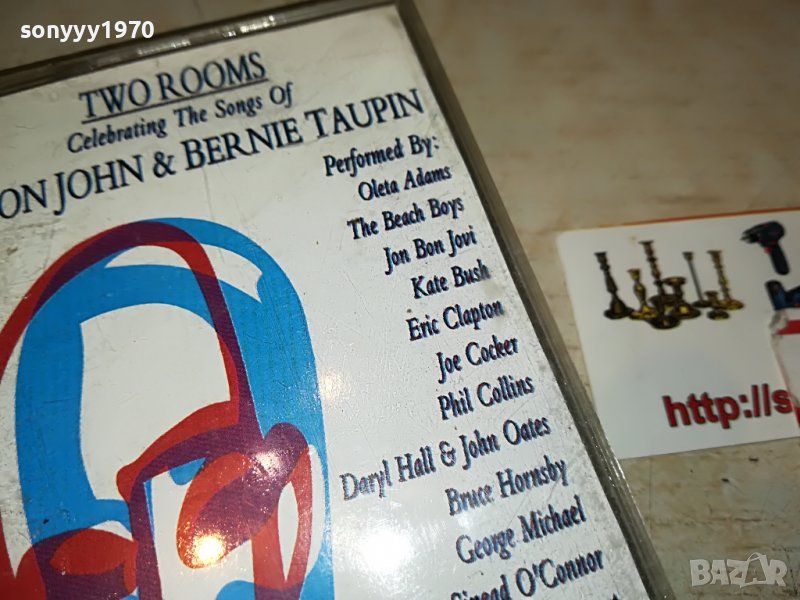 sonyyy1970
TWO ROOMS
Celebrating The Songs Of
ON JOHN & BERNIE TAUPIN
Performed By:
Oleta Adams
The Beach Boys
Jon Bon Jovi
Kate Bush
Eric Clapton
Joe Cocker
Phil Collins
Daryl Hall & John Oates
Bruce Hornsby
George Michael
Sinead O'Connor
http://s
BAZAR